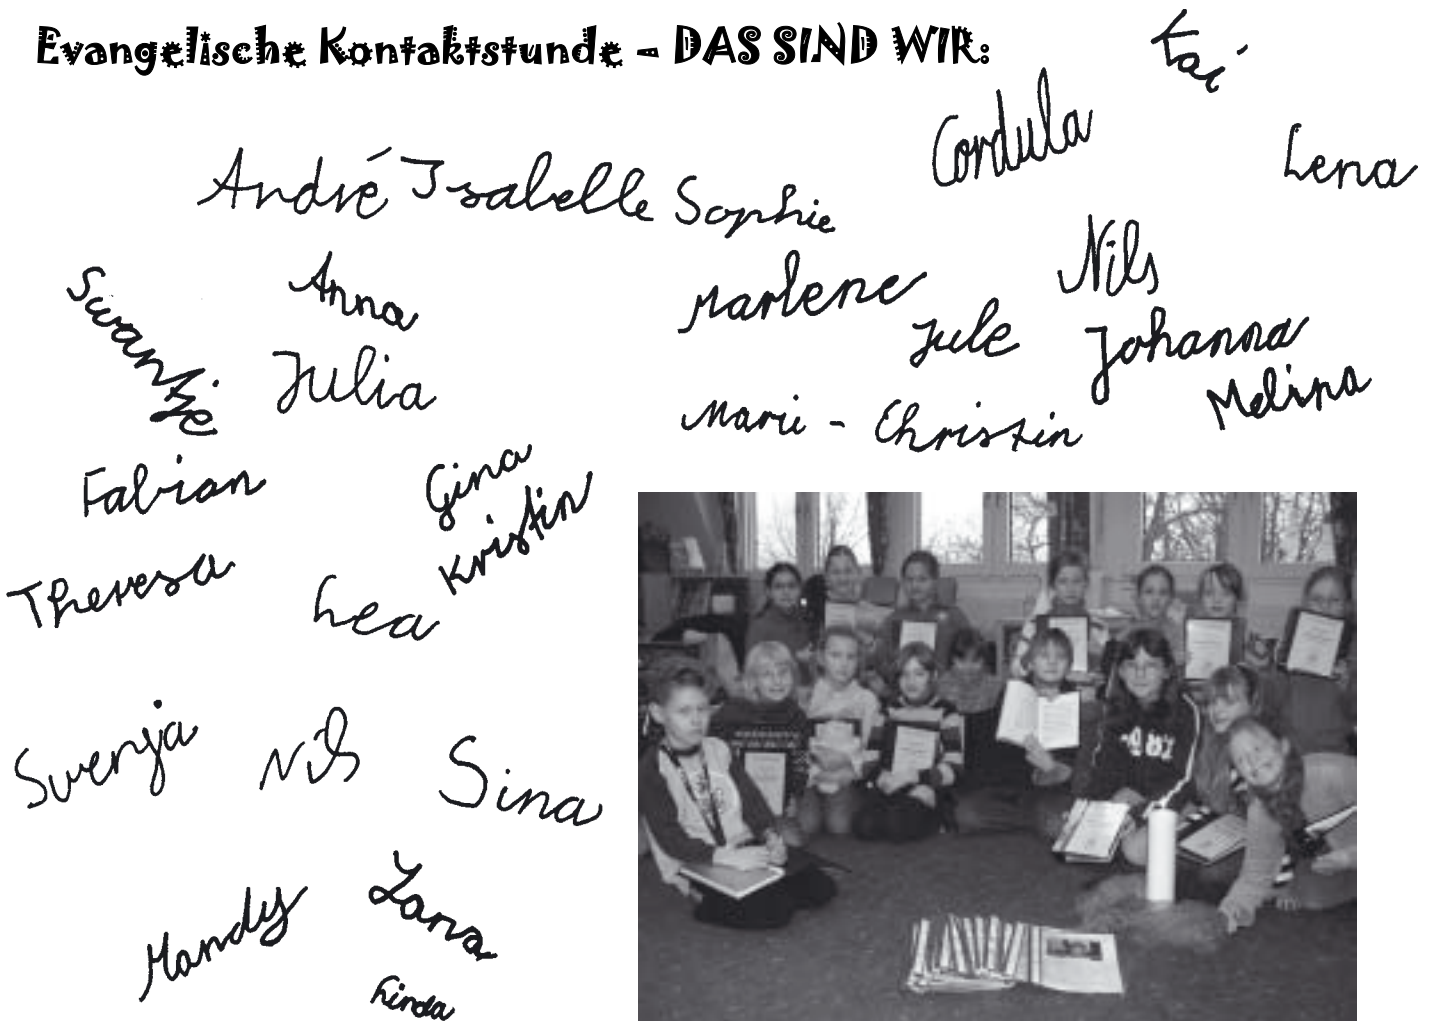 Evangelische Kontaktstunde – DAS SIND WIR:
Kai
Cordula
Lena
André Isabelle Sophie
Nils
Swantje
Anna
Marlene
Jule
Johanna
Julia
Melina
Marie - Christin
Fabian
Gina
Kristin
Theresa
Lea
Svenja
Nils
Sina
Mandy
Lara
Linda